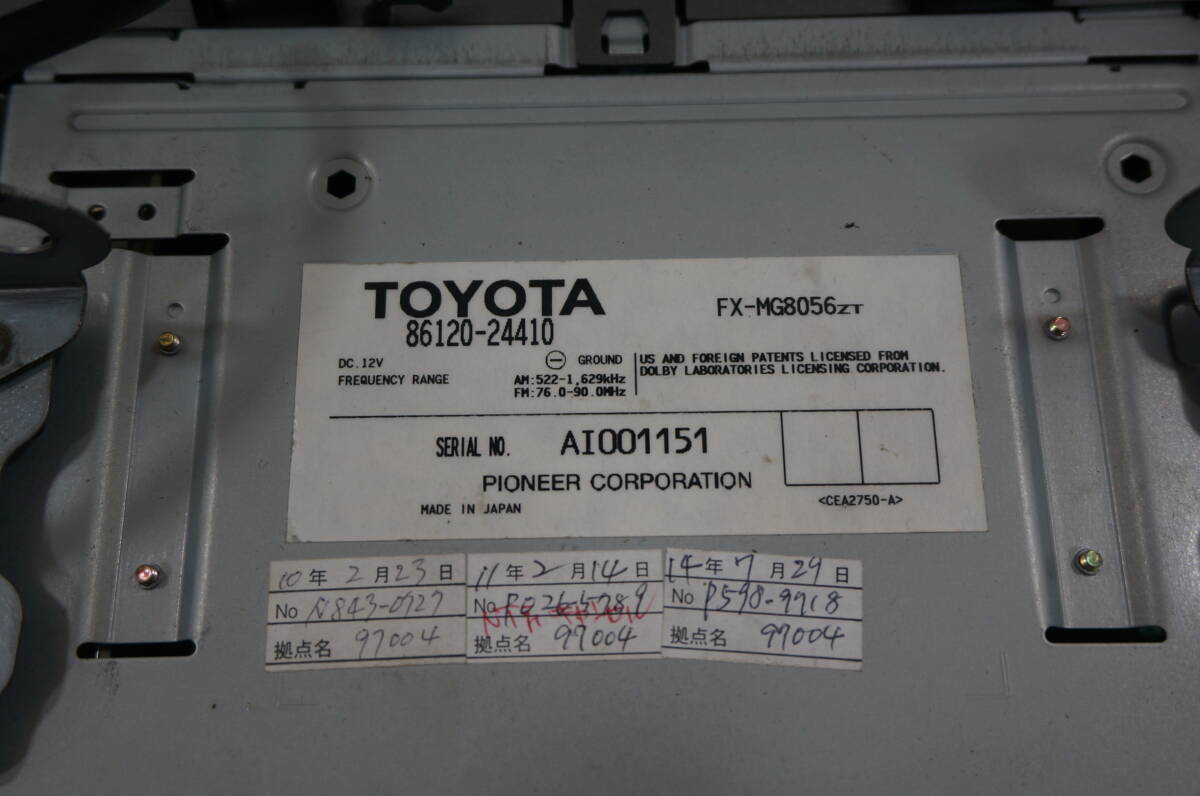 TOYOTA
86120-24410
FX-MG8056ZT
DC.12V
⊖ GROUND
FREQUENCY RANGE
AM:522-1,629kHz
FM:76.0-90.0MHz
US AND FOREIGN PATENTS LICENSED FROM
DOLBY LABORATORIES LICENSING CORPORATION.
SERIAL NO. AI001151
PIONEER CORPORATION
MADE IN JAPAN
<CEA2750-A>
10年2月23日
No N843-0727
拠点名 97004
11年2月14日
No
拠点名 97004
14年7月29日
No P598-9918
拠点名 97004